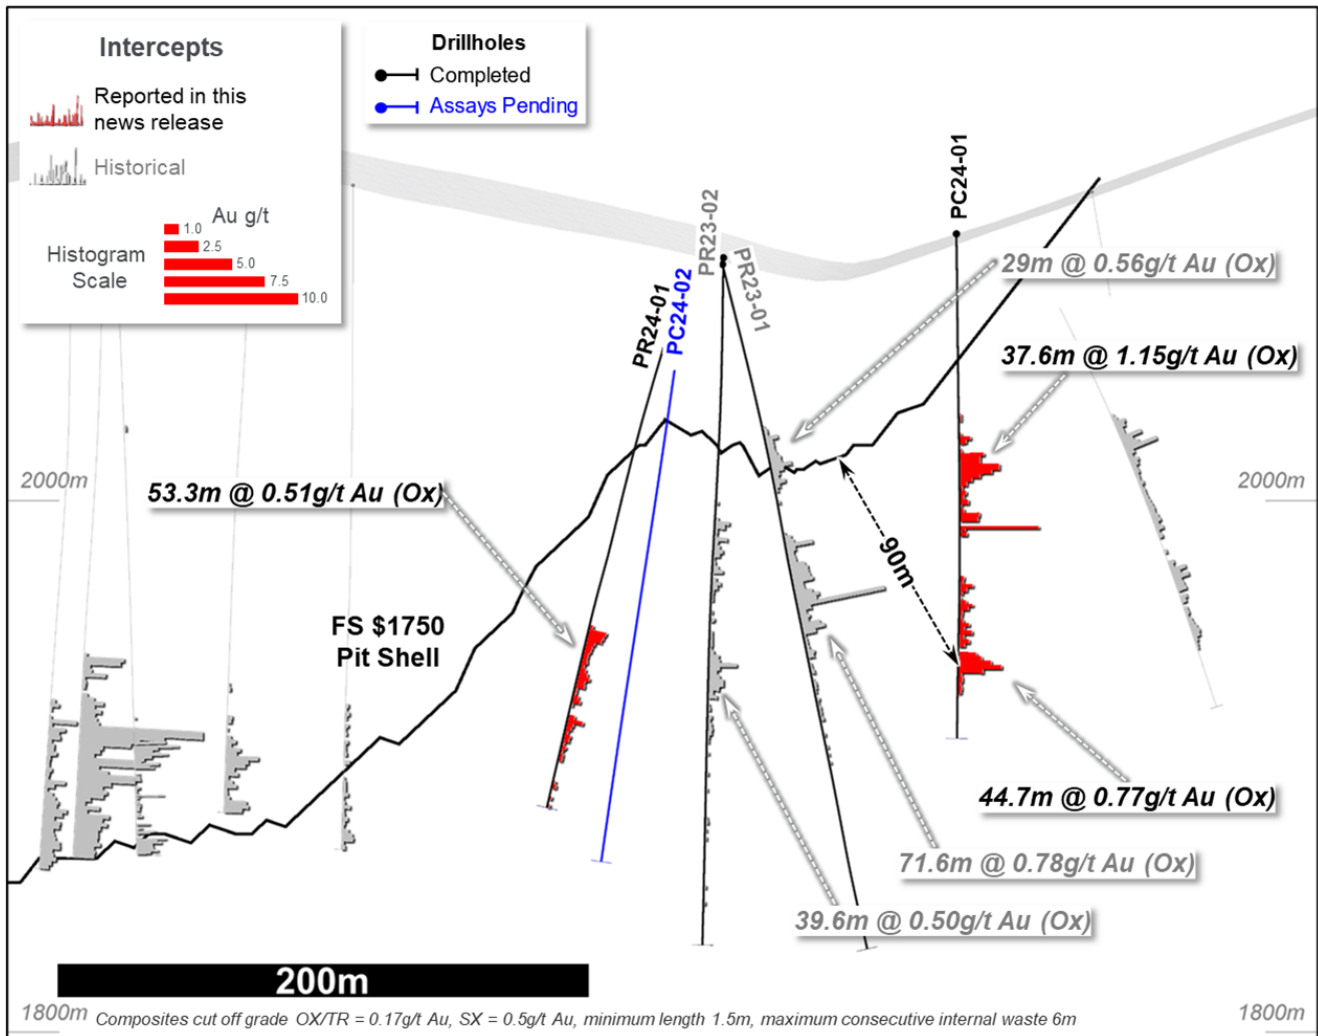 Intercepts
Reported in this
news release
Historical
Au g/t
1.0
2.5
Histogram
Scale
5.0
7.5
10.0
Drillholes
Completed
Assays Pending
PC24-01
PR23-02
PR23-01
PR24-01
PC24-02
29m @ 0.56g/t Au (Ox)
37.6m @ 1.15g/t Au (Ox)
2000m
2000m
53.3m @ 0.51g/t Au (Ox)
90m
FS $1750
Pit Shell
44.7m @ 0.77g/t Au (Ox)
71.6m @ 0.78g/t Au (Ox)
39.6m @ 0.50g/t Au (Ox)
200m
1800m
1800m
Composites cut off grade OX/TR = 0.17g/t Au, SX = 0.5g/t Au, minimum length 1.5m, maximum consecutive internal waste 6m